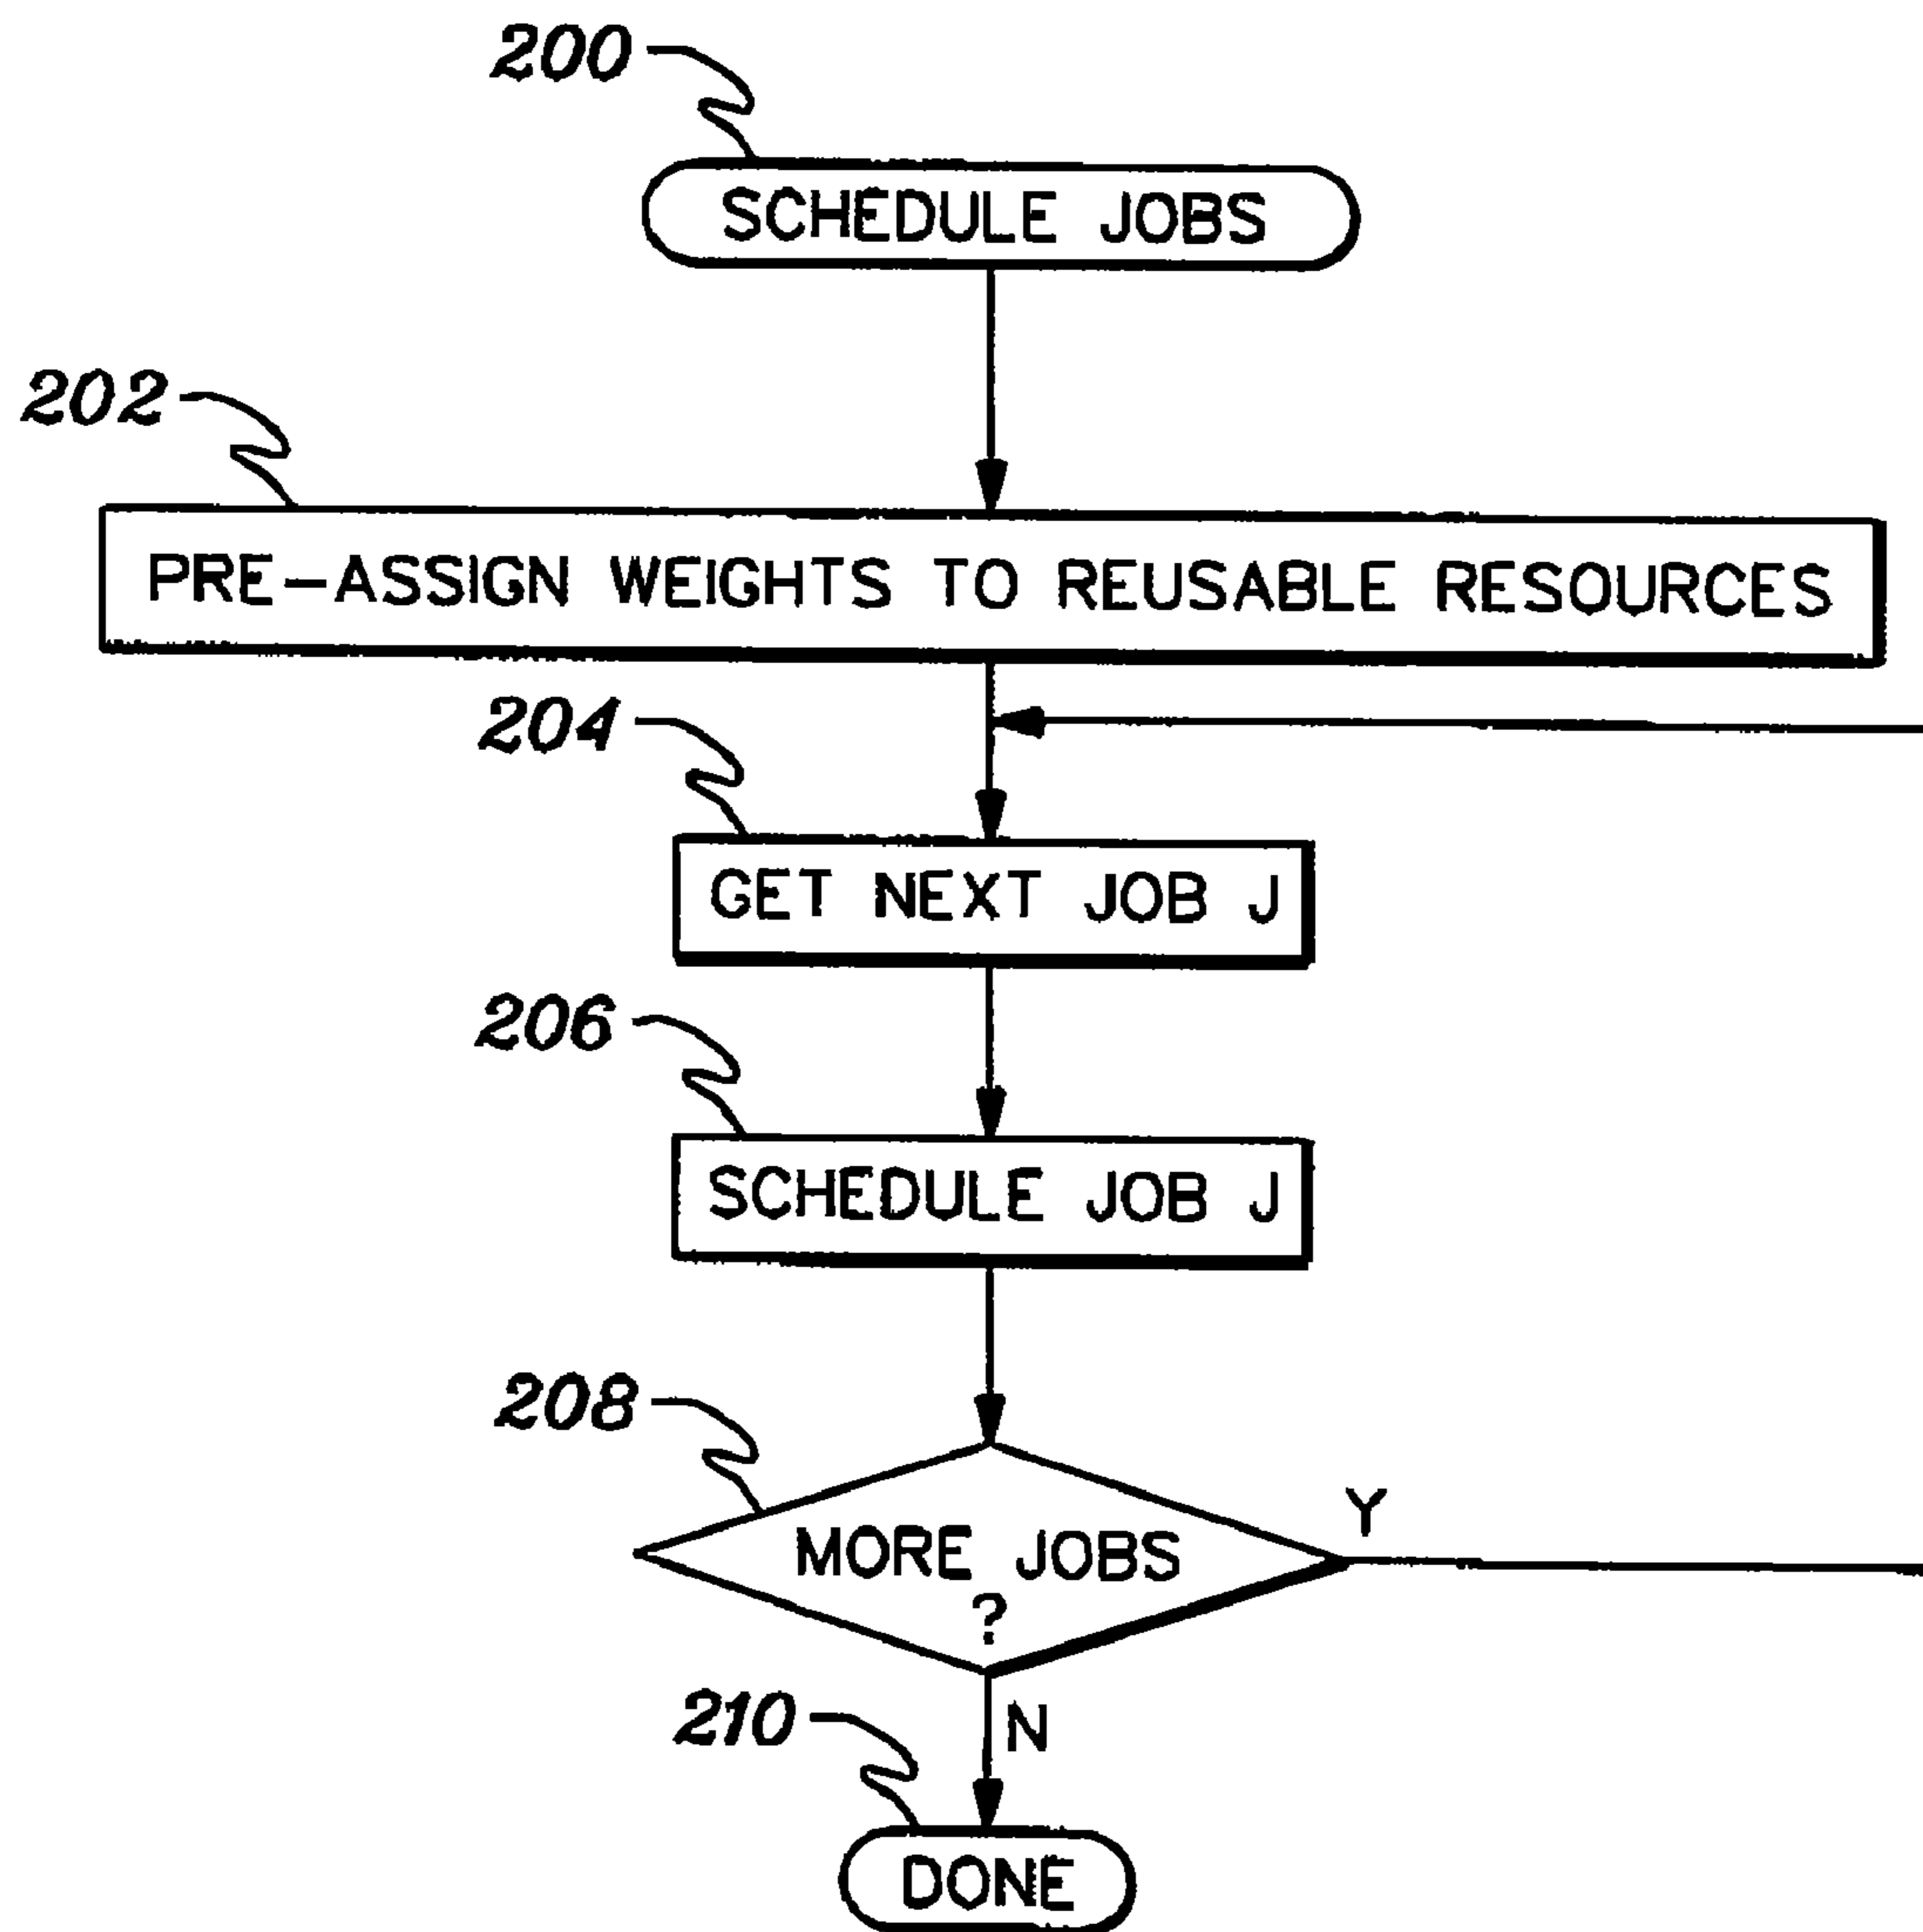 200
SCHEDULE JOBS
202
PRE-ASSIGN WEIGHTS TO REUSABLE RESOURCES
204
GET NEXT JOB J
206
SCHEDULE JOB J
208
MORE JOBS
?
Y
N
210
DONE